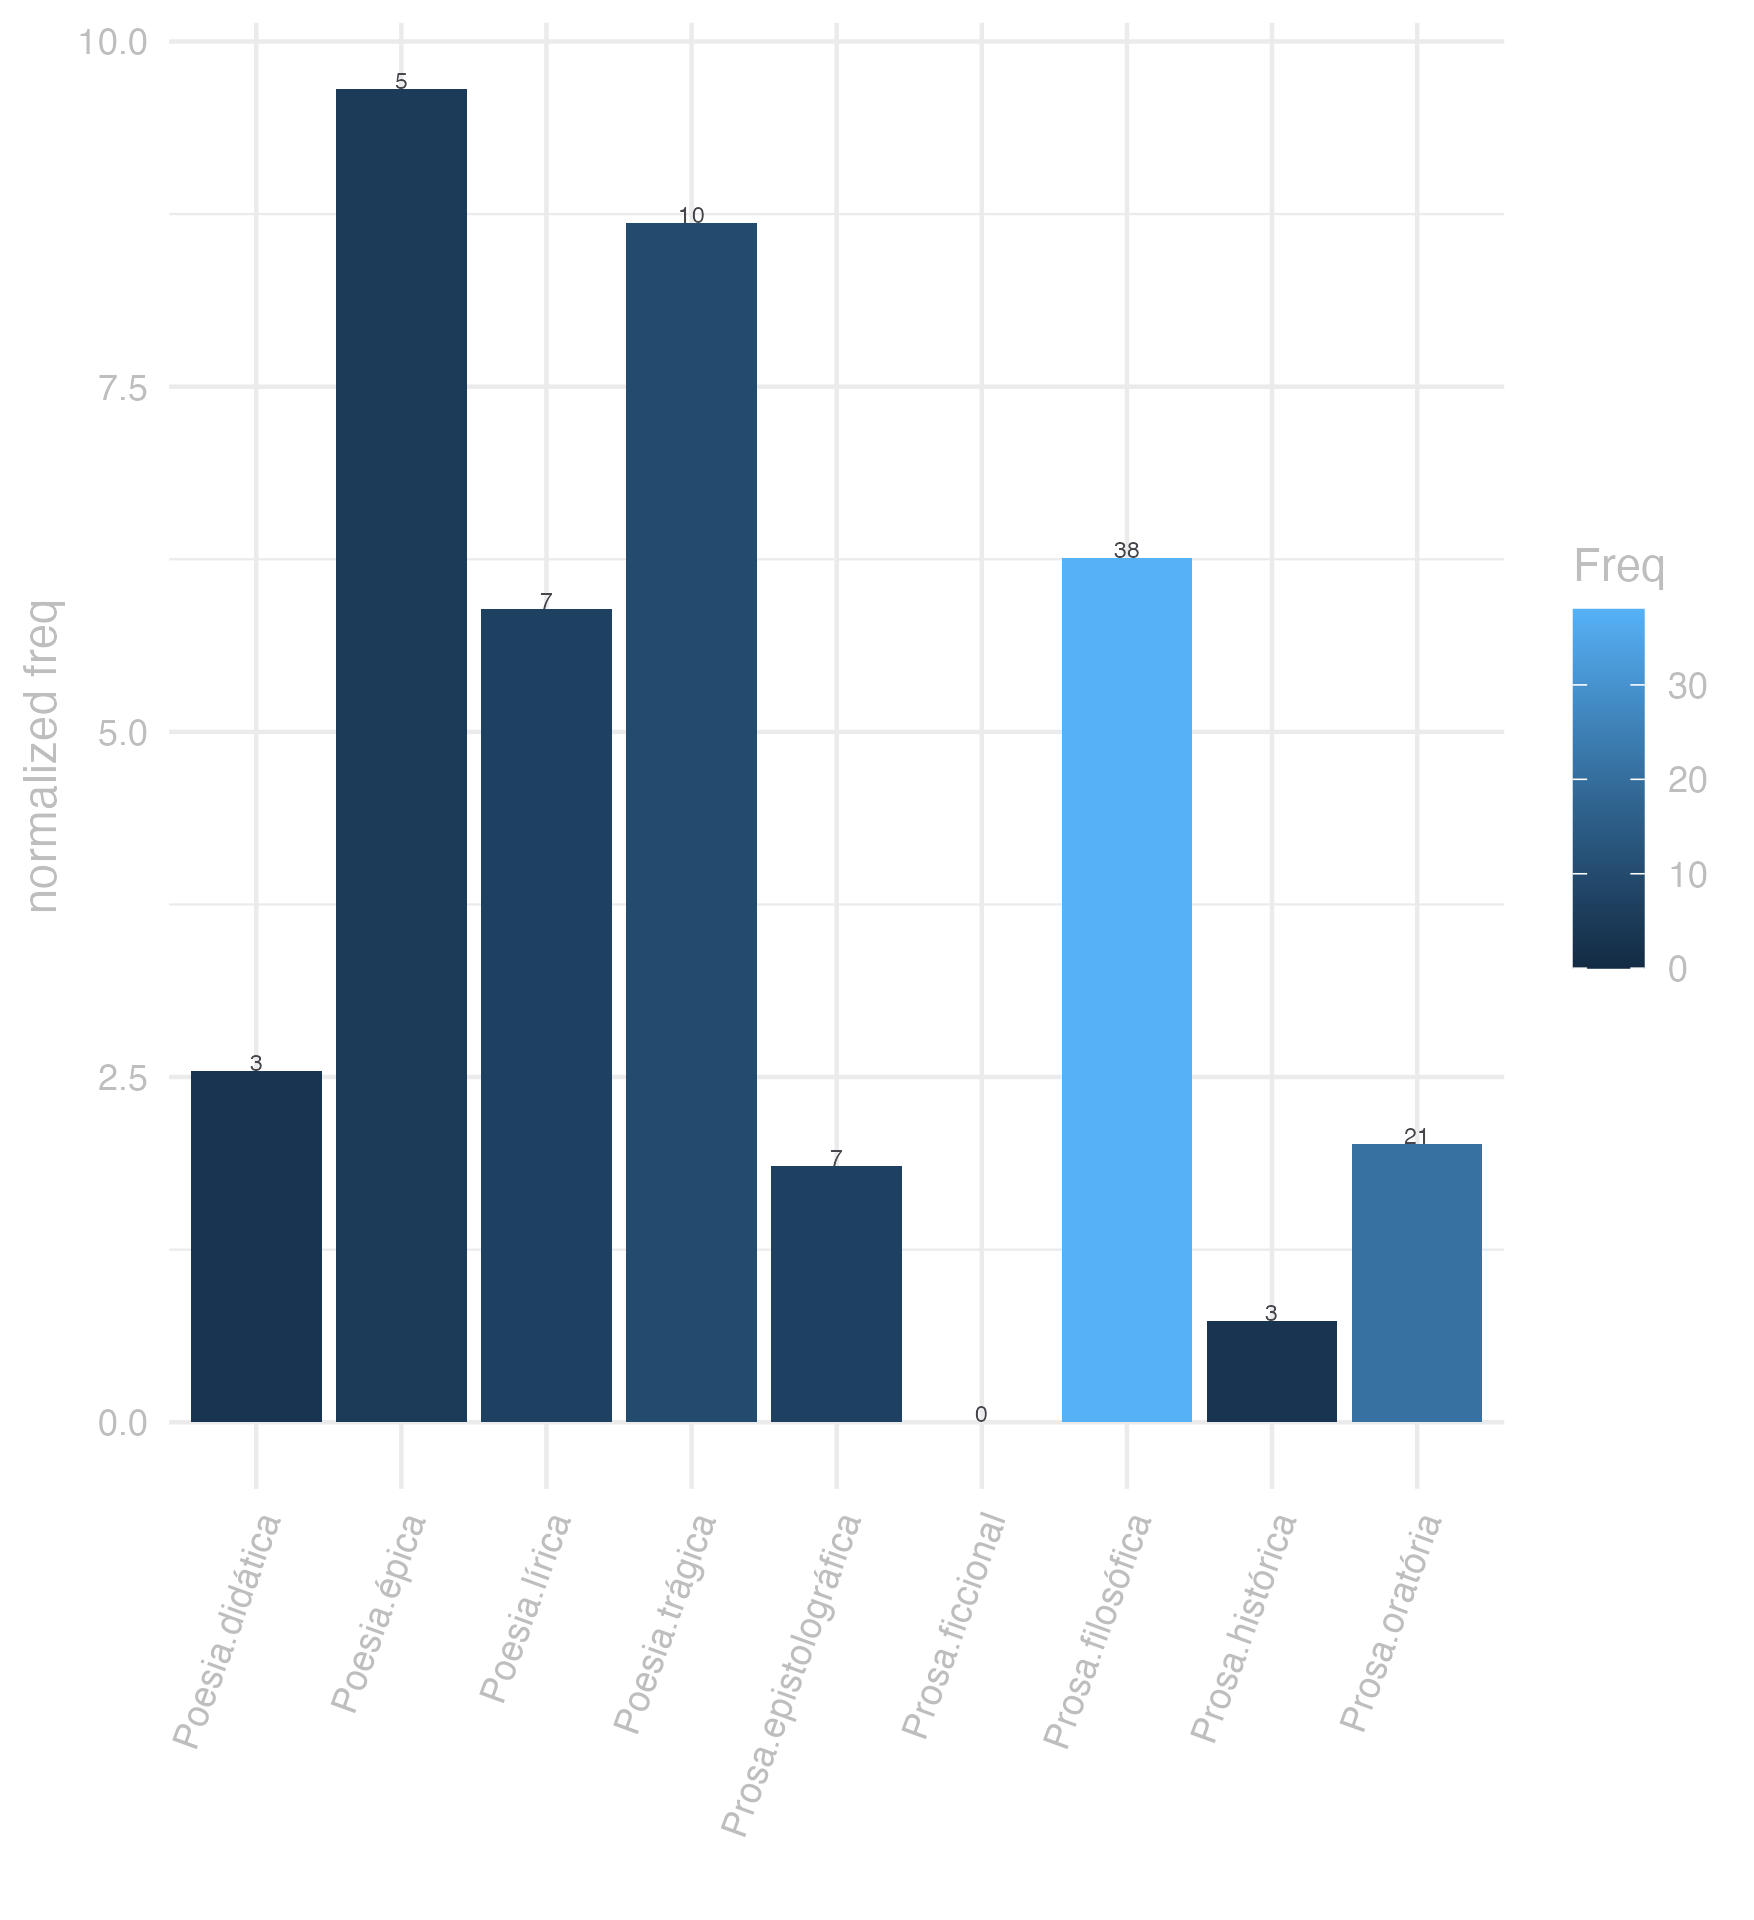 10.0
7.5
5.0
2.5
0.0
normalized freq
5
10
38
7
3
21
7
3
0
Poesia.didática
Poesia.épica
Poesia.lírica
Poesia.trágica
Prosa.epistolográfica
Prosa.ficcional
Prosa.filosófica
Prosa.histórica
Prosa.oratória
Freq
30
20
10
0